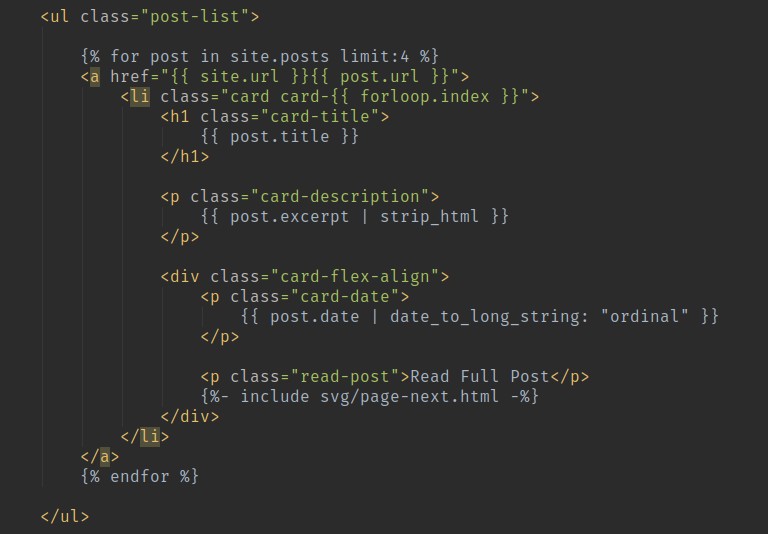 <ul class="post-list">
{% for post in site.posts limit:4 %}
<a href="{{ site.url }}{{ post.url }}">
<li class="card card-{{ forloop.index }}">
<h1 class="card-title">
{{ post.title }}
</h1>
<p class="card-description">
{{ post.excerpt | strip_html }}
</p>
<div class="card-flex-align">
<p class="card-date">
{{ post.date | date_to_long_string: "ordinal" }}
</p>
<p class="read-post">Read Full Post</p>
{%- include svg/page-next.html -%}
</div>
</li>
</a>
{% endfor %}
</ul>